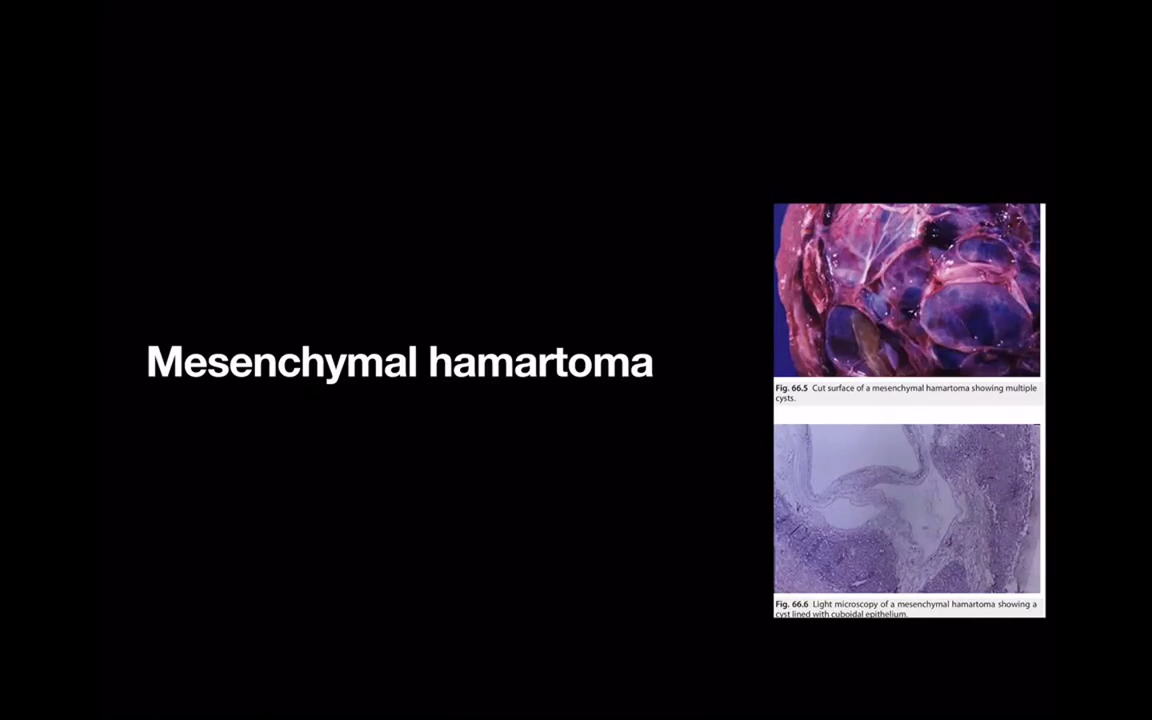 Mesenchymal hamartoma
Fig. 66.5 Cut surface of a mesenchymal hamartoma showing multiple
cysts.
Fig. 66.6 Light microscopy of a mesenchymal hamartoma showing a
cyst lined with cuboidal epithelium.